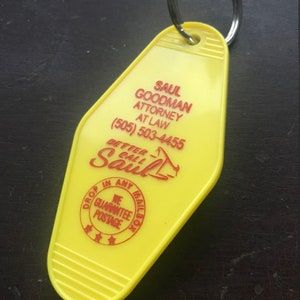 SAUL
GOODMAN
ATTORNEY
AT LAW
(505) 503-4455
BETTER
CALL
Saul
DROP IN ANY MAILBOX
WE
GUARANTEE
POSTAGE